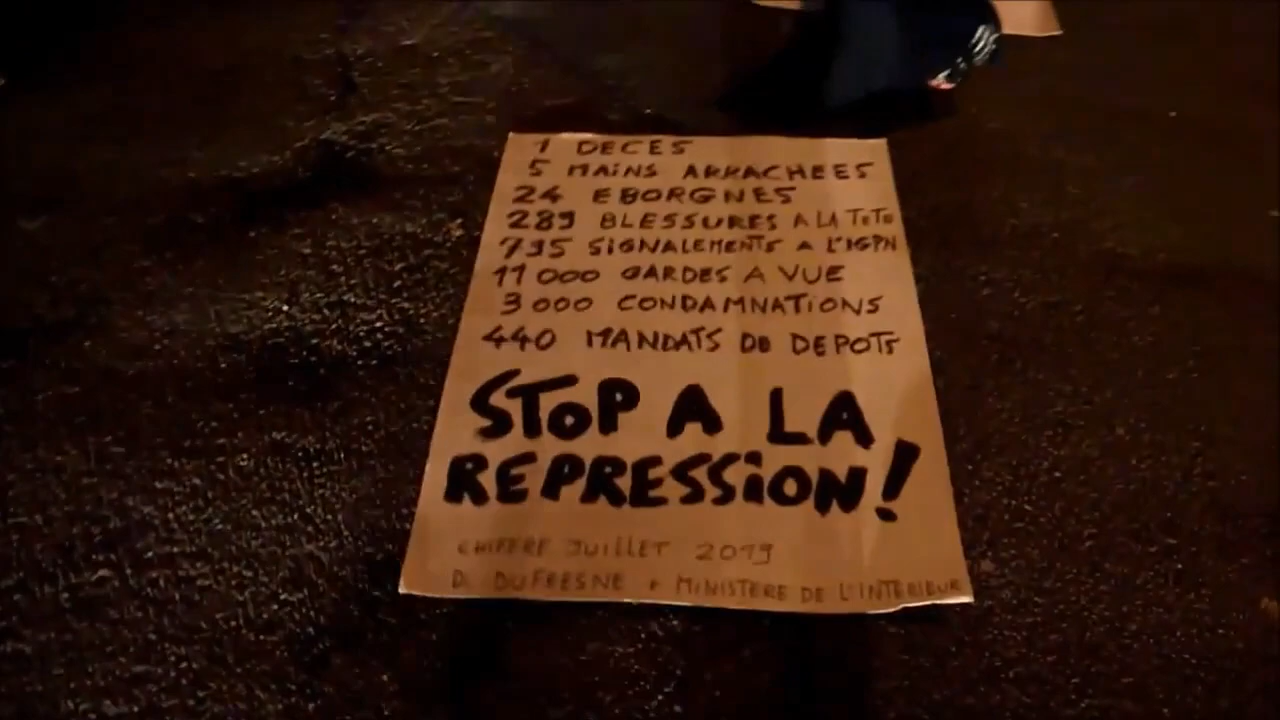 1 DECES
5 MAiNS ARRACHEES
24 EBORGNES
289 BLESSURES A LA TeTe
795 SiGNALEMENTS A L'IGPN
11 000 GARDES A VUE
3 000 CONDAMNATiONS
440 MANDATS DE DEPOTS
STOP A LA
REPRESSiON!
CHIFFRE JUiLLET 2019
D. DUFRESNE + MINISTERE DE L'INTERIEUR